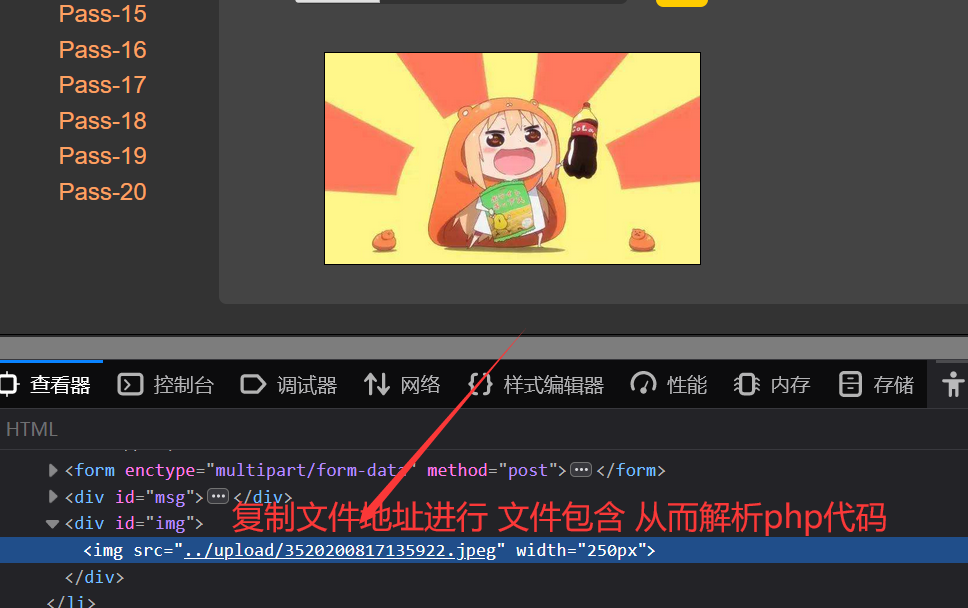 Pass-15
Pass-16
Pass-17
Pass-18
Pass-19
Pass-20
CoLa
查看器 控制台 调试器 网络 样式编辑器 性能 内存 存储
HTML
<form enctype="multipart/form-data" method="post"> ••• </form>
<div id="msg"> ••• </div>
<div id="img">
复制文件地址进行 文件包含 从而解析php代码
<img src="../upload/3520200817135922.jpeg" width="250px">
</div>
</li>